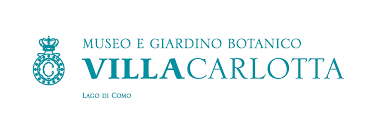 MUSEO E GIARDINO BOTANICO
VILLACARLOTTA
LAGO DI COMO